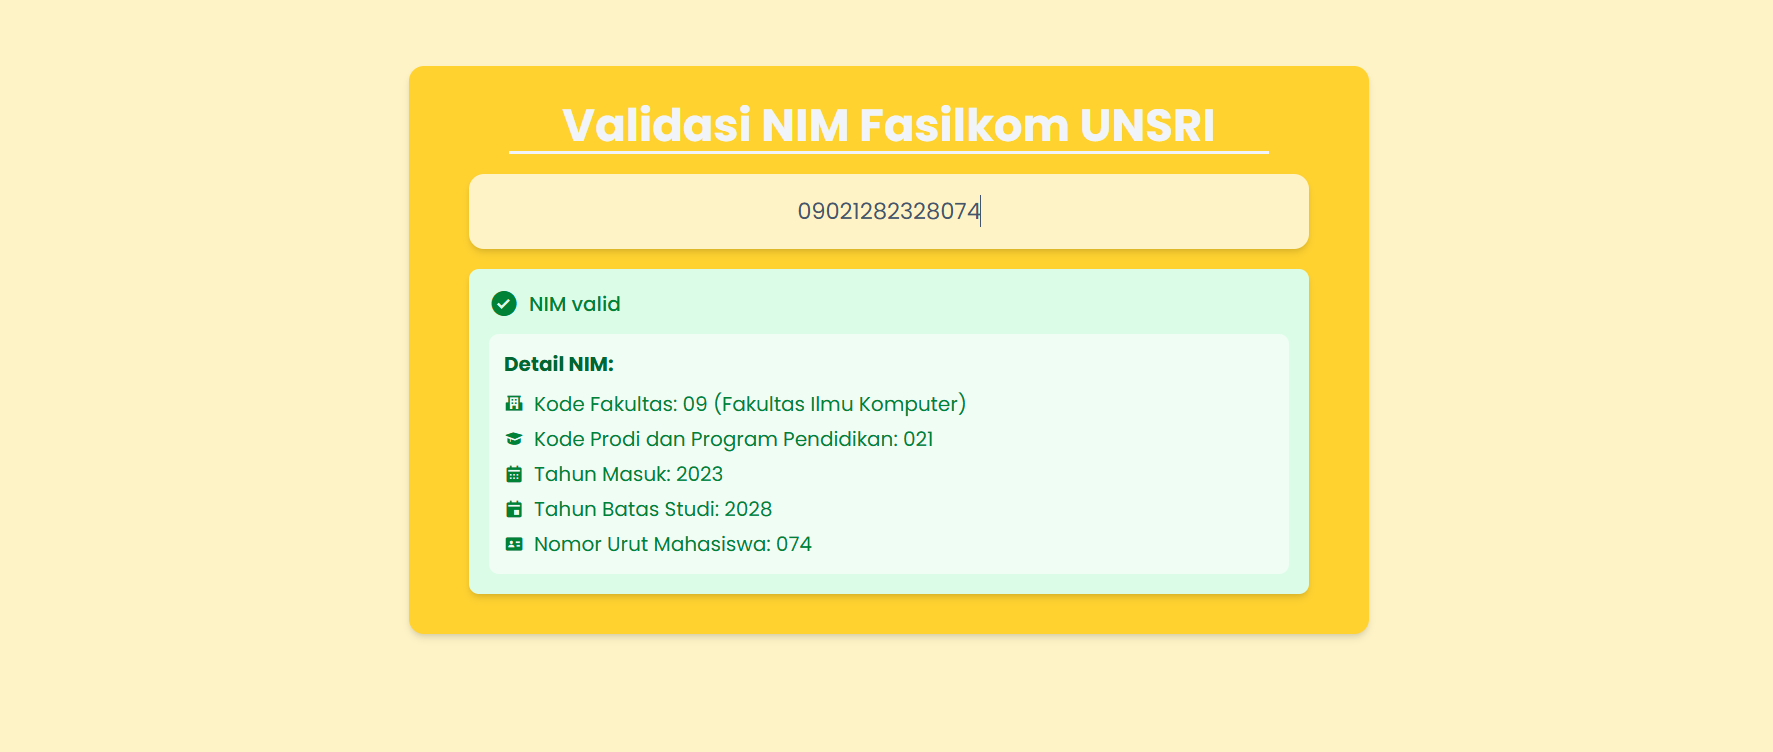 Validasi NIM Fasilkom UNSRI
09021282328074
NIM valid
Detail NIM:
Kode Fakultas: 09 (Fakultas Ilmu Komputer)
Kode Prodi dan Program Pendidikan: 021
Tahun Masuk: 2023
Tahun Batas Studi: 2028
Nomor Urut Mahasiswa: 074